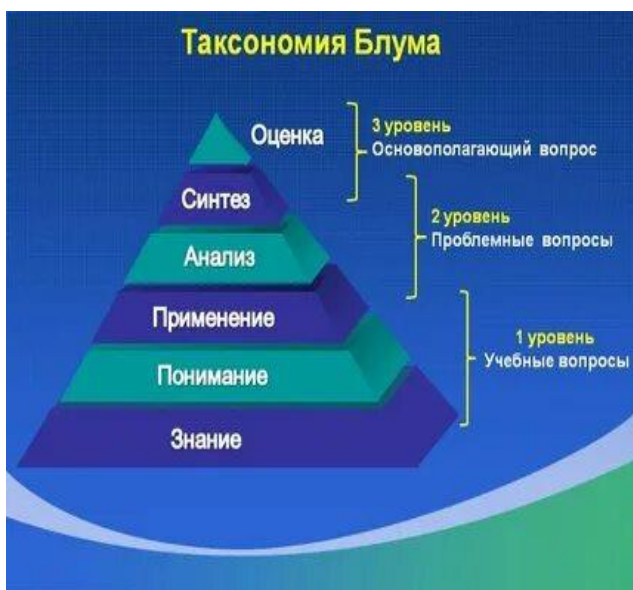 Таксономия Блума
Оценка
3 уровень
Основополагающий вопрос
Синтез
2 уровень
Проблемные вопросы
Анализ
Применение
1 уровень
Учебные вопросы
Понимание
Знание